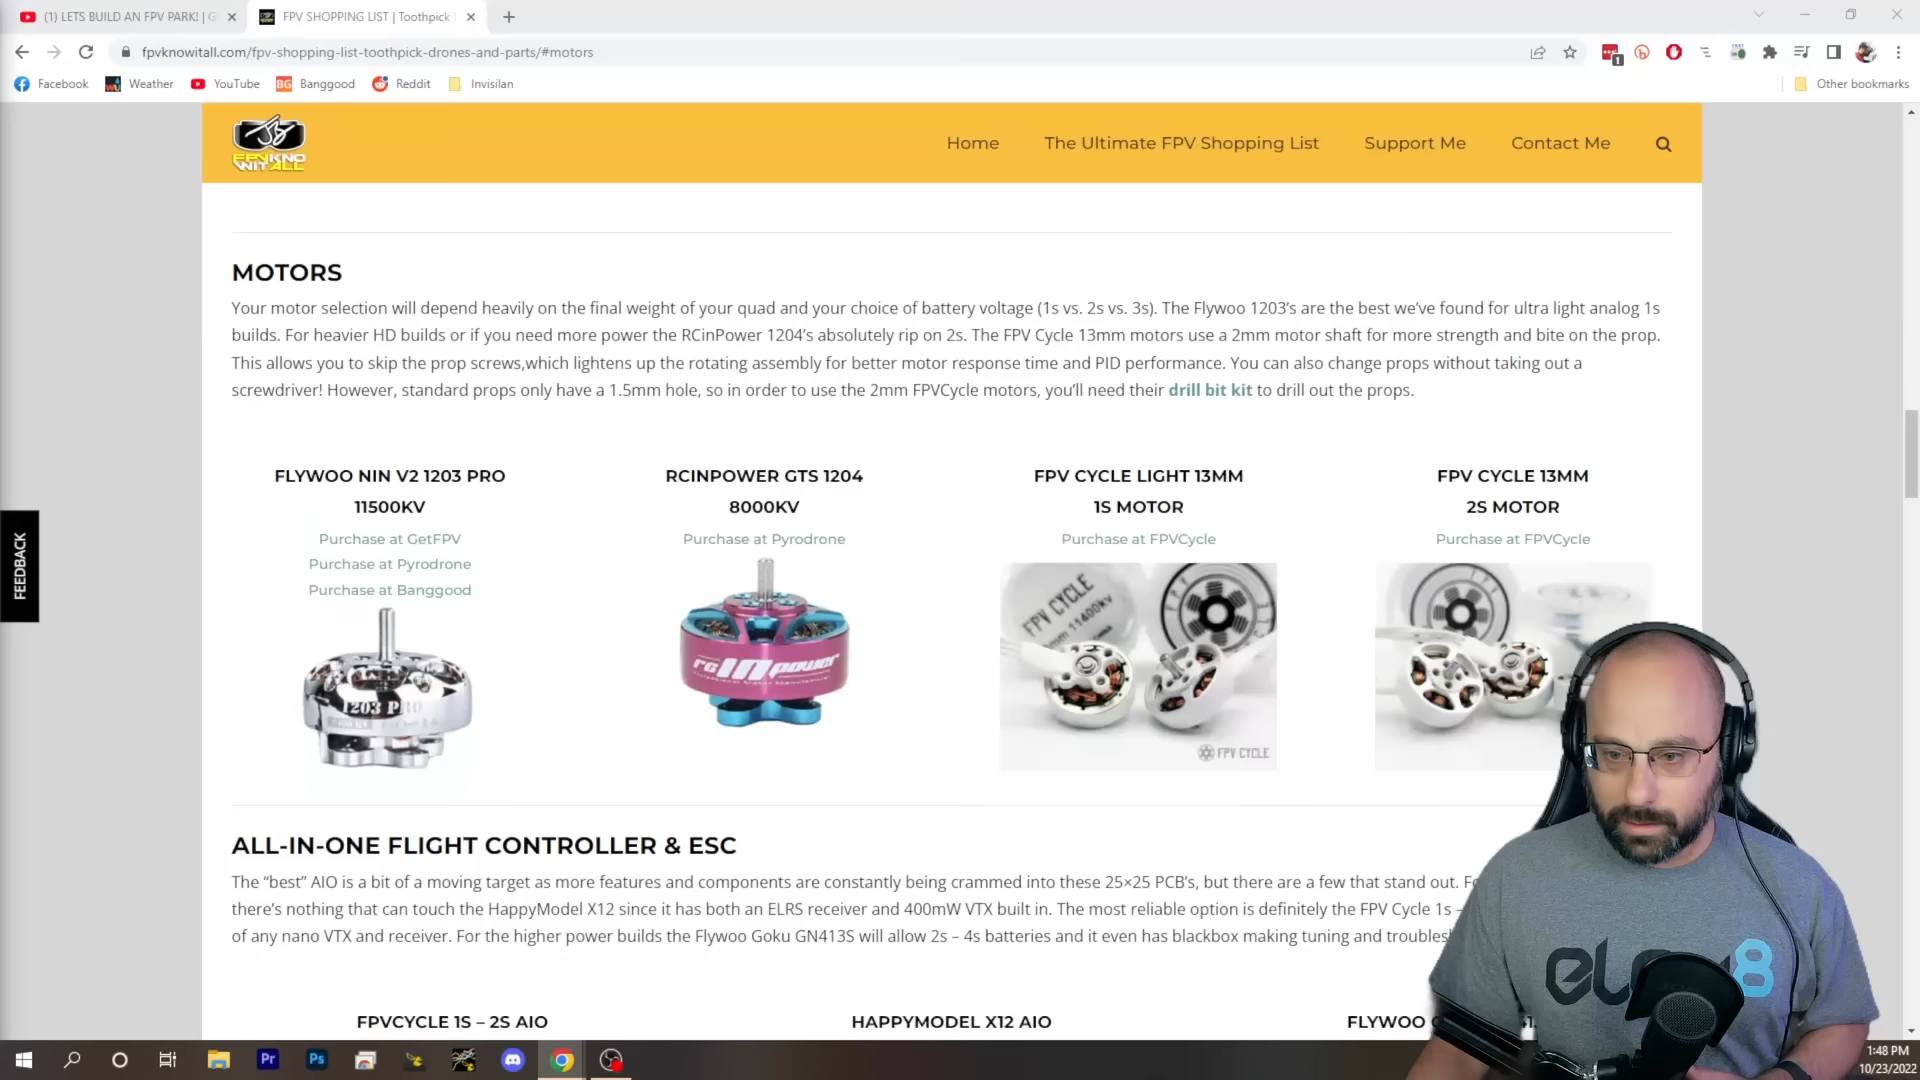 (1) LETS BUILD AN FPV PARK! | G
FPV SHOPPING LIST | Toothpick
fpvknowitall.com/fpv-shopping-list-toothpick-drones-and-parts/#motors
1
Facebook
Weather
YouTube
BG Banggood
Reddit
Invisilan
Other bookmarks
FPVKNO
WITALL
Home
The Ultimate FPV Shopping List
Support Me
Contact Me
FEEDBACK
MOTORS
Your motor selection will depend heavily on the final weight of your quad and your choice of battery voltage (1s vs. 2s vs. 3s). The Flywoo 1203’s are the best we’ve found for ultra light analog 1s
builds. For heavier HD builds or if you need more power the RCinPower 1204’s absolutely rip on 2s. The FPV Cycle 13mm motors use a 2mm motor shaft for more strength and bite on the prop.
This allows you to skip the prop screws,which lightens up the rotating assembly for better motor response time and PID performance. You can also change props without taking out a
screwdriver! However, standard props only have a 1.5mm hole, so in order to use the 2mm FPVCycle motors, you’ll need their drill bit kit to drill out the props.
FLYWOO NIN V2 1203 PRO
11500KV
Purchase at GetFPV
Purchase at Pyrodrone
Purchase at Banggood
1203 PRO
RCINPOWER GTS 1204
8000KV
Purchase at Pyrodrone
rc IN power
FPV CYCLE LIGHT 13MM
1S MOTOR
Purchase at FPVCycle
FPV CYCLE
mm 11400KV
FPV CYCLE
FPV CYCLE 13MM
2S MOTOR
Purchase at FPVCycle
ALL-IN-ONE FLIGHT CONTROLLER & ESC
The “best” AIO is a bit of a moving target as more features and components are constantly being crammed into these 25×25 PCB’s, but there are a few that stand out.
there’s nothing that can touch the HappyModel X12 since it has both an ELRS receiver and 400mW VTX built in. The most reliable option is definitely the FPV Cycle 1s –
of any nano VTX and receiver. For the higher power builds the Flywoo Goku GN413S will allow 2s – 4s batteries and it even has blackbox making tuning and
FPVCYCLE 1S – 2S AIO
HAPPYMODEL X12 AIO
FLYWOO
Pr
Ps
1:48 PM
10/23/2022